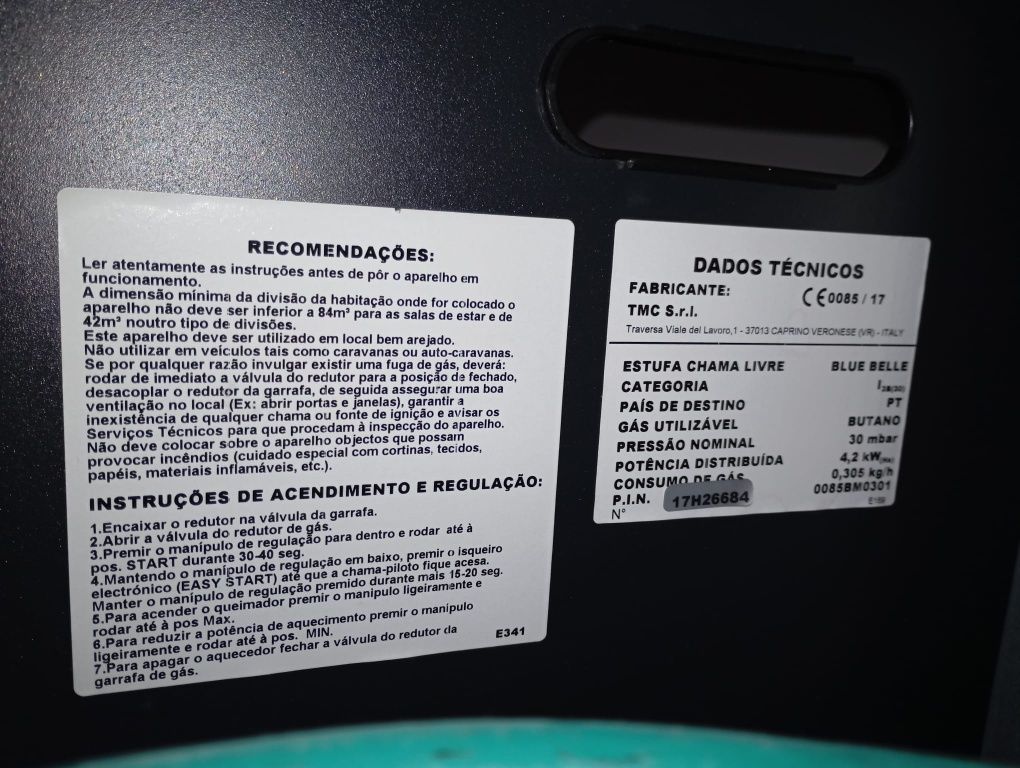 RECOMENDAÇÕES:
Ler atentamente as instruções antes de pôr o aparelho em
funcionamento.
A dimensão mínima da divisão da habitação onde for colocado o
aparelho não deve ser inferior a 84m³ para as salas de estar e de
42m³ noutro tipo de divisões.
Este aparelho deve ser utilizado em local bem arejado.
Não utilizar em veículos tais como caravanas ou auto-caravanas.
Se por qualquer razão invulgar existir uma fuga de gás, deverá:
rodar de imediato a válvula do redutor para a posição de fechado,
desacoplar o redutor da garrafa, de seguida assegurar uma boa
ventilação no local (Ex: abrir portas e janelas), garantir a
inexistência de qualquer chama ou fonte de ignição e avisar os
Serviços Técnicos para que procedam à inspecção do aparelho.
Não deve colocar sobre o aparelho objectos que possam
provocar incêndios (cuidado especial com cortinas, tecidos,
papéis, materiais inflamáveis, etc.).
INSTRUÇÕES DE ACENDIMENTO E REGULAÇÃO:
1.Encaixar o redutor na válvula da garrafa.
2.Abrir a válvula do redutor de gás.
3.Premir o manípulo de regulação para dentro e rodar até à
pos. START durante 30-40 seg.
4.Mantendo o manípulo de regulação em baixo, premir o isqueiro
electrónico (EASY START) até que a chama-piloto fique acesa.
Manter o manípulo de regulação premido durante mais 15-20 seg.
5.Para acender o queimador premir o manipulo ligeiramente e
rodar até à pos Max.
6.Para reduzir a potência de aquecimento premir o manípulo
ligeiramente e rodar até à pos. MIN.
7.Para apagar o aquecedor fechar a válvula do redutor da
garrafa de gás.
E341
DADOS TÉCNICOS
FABRICANTE: CE0085 / 17
TMC S.r.l.
Traversa Viale del Lavoro,1 - 37013 CAPRINO VERONESE (VR) - ITALY
ESTUFA CHAMA LIVRE BLUE BELLE
CATEGORIA I3B(30)
PAÍS DE DESTINO PT
GÁS UTILIZÁVEL BUTANO
PRESSÃO NOMINAL 30 mbar
POTÊNCIA DISTRIBUÍDA 4,2 kW(Hs)
CONSUMO DE GÁS 0,305 kg/h
P.I.N. 0085BM0301
N° 17H26684 E189